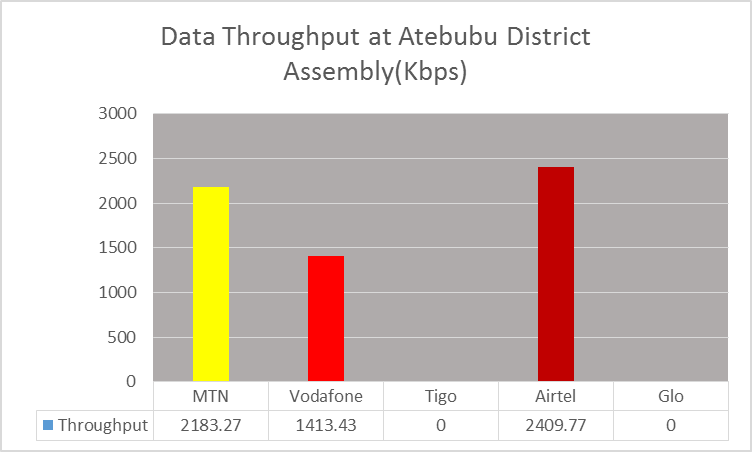 Data Throughput at Atebubu District
Assembly(Kbps)
3000
2500
2000
1500
1000
500
0
MTN Vodafone Tigo Airtel Glo
Throughput 2183.27 1413.43 0 2409.77 0